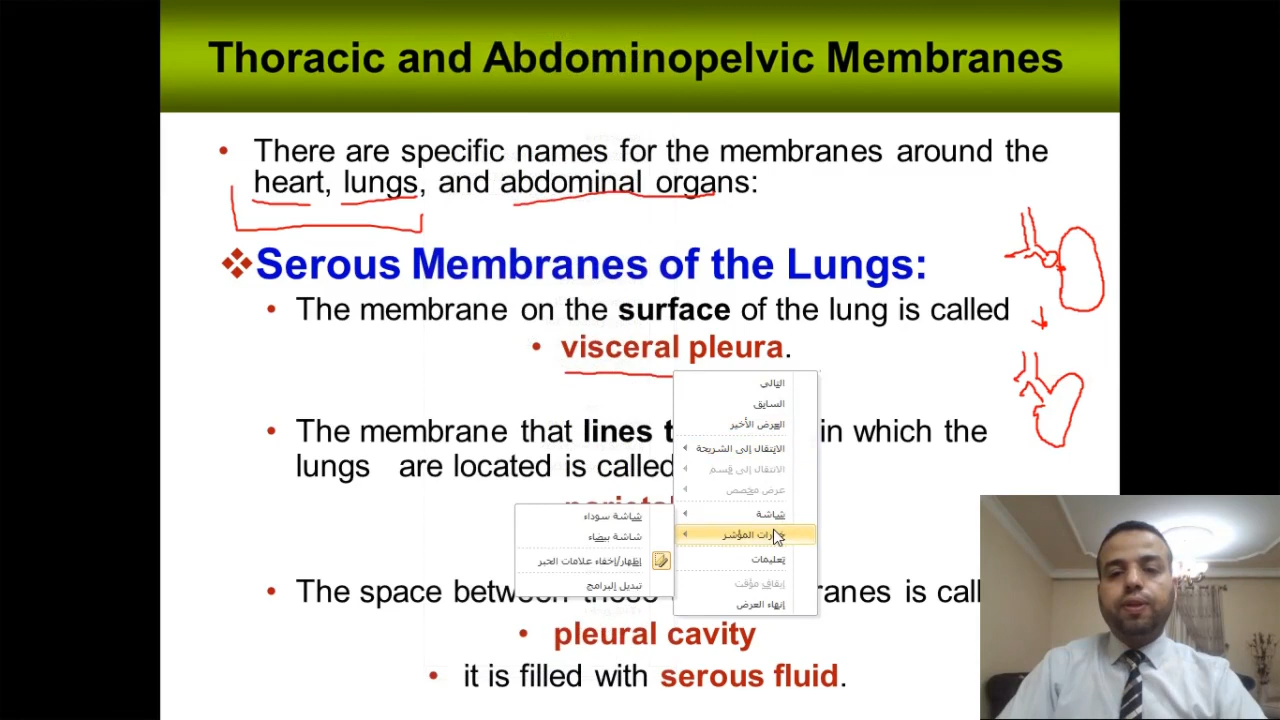 Thoracic and Abdominopelvic Membranes
• There are specific names for the membranes around the
heart, lungs, and abdominal organs:
❖Serous Membranes of the Lungs:
• The membrane on the surface of the lung is called
• visceral pleura.
• The membrane that lines in which the
lungs are located is called
• The space between is call
• pleural cavity
• it is filled with serous fluid.
التالي
السابق
العرض الأخير
الانتقال إلى الشريحة
الانتقال إلى قسم
عرض مخصص
شاشة
المؤشر
تعليمات
إيقاف مؤقت
إنهاء العرض
شاشة سوداء
شاشة بيضاء
إظهار/إخفاء علامات الحبر
تبديل البرامج